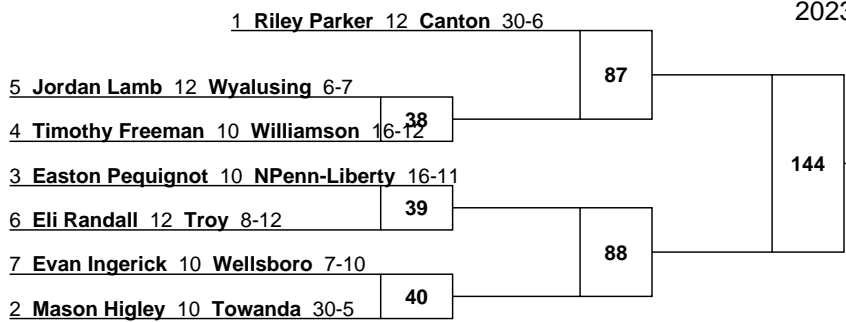 2023
1 Riley Parker 12 Canton 30-6
87
5 Jordan Lamb 12 Wyalusing 6-7
38
4 Timothy Freeman 10 Williamson 16-12
144
3 Easton Pequignot 10 NPenn-Liberty 16-11
39
6 Eli Randall 12 Troy 8-12
88
7 Evan Ingerick 10 Wellsboro 7-10
40
2 Mason Higley 10 Towanda 30-5